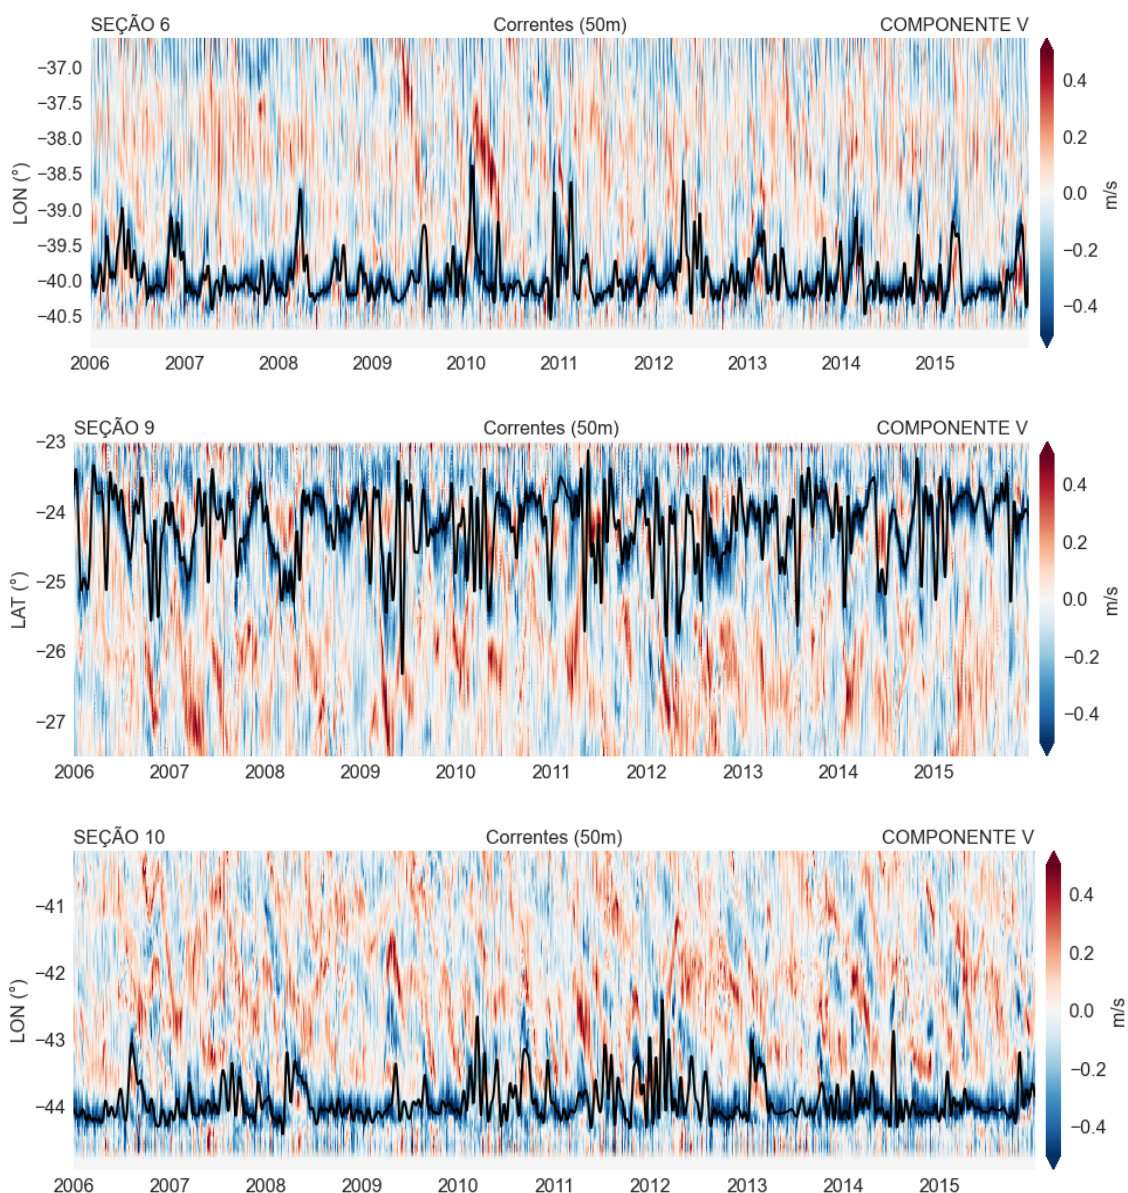 SEÇÃO 6 Correntes (50m) COMPONENTE V
−37.0
−37.5
−38.0
−38.5
−39.0
−39.5
−40.0
−40.5
LON (°)
0.4
0.2
0.0
−0.2
−0.4
m/s
2006 2007 2008 2009 2010 2011 2012 2013 2014 2015
SEÇÃO 9 Correntes (50m) COMPONENTE V
−23
−24
−25
−26
−27
LAT (°)
0.4
0.2
0.0
−0.2
−0.4
m/s
2006 2007 2008 2009 2010 2011 2012 2013 2014 2015
SEÇÃO 10 Correntes (50m) COMPONENTE V
−41
−42
−43
−44
LON (°)
0.4
0.2
0.0
−0.2
−0.4
m/s
2006 2007 2008 2009 2010 2011 2012 2013 2014 2015